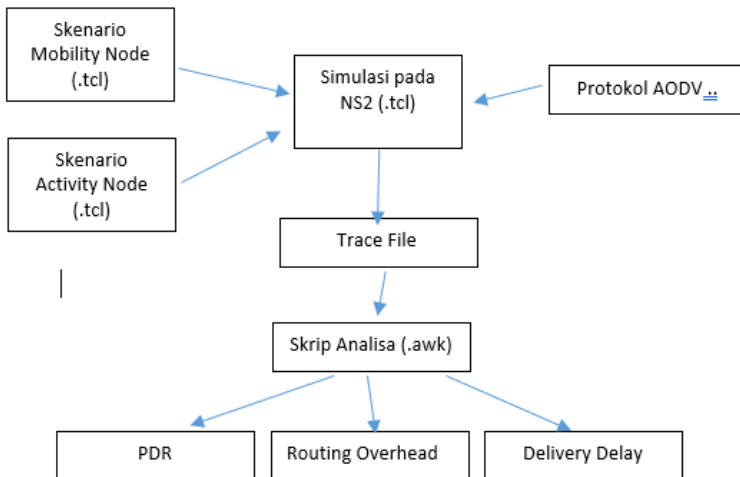 Skenario
Mobility Node
(.tcl)
Simulasi pada
NS2 (.tcl)
Protokol AODV ..
Skenario
Activity Node
(.tcl)
Trace File
Skrip Analisa (.awk)
PDR
Routing Overhead
Delivery Delay